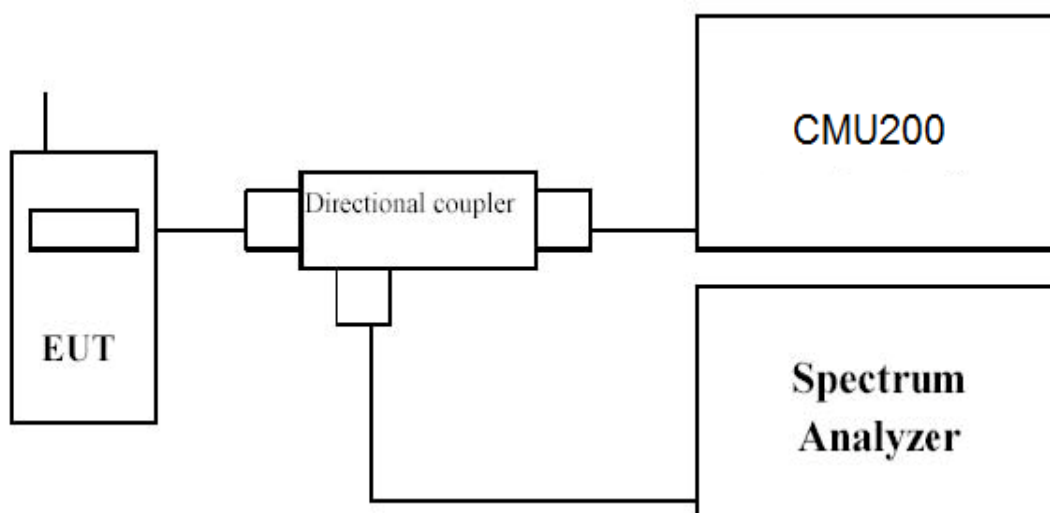 CMU200
Directional coupler
EUT
Spectrum
Analyzer